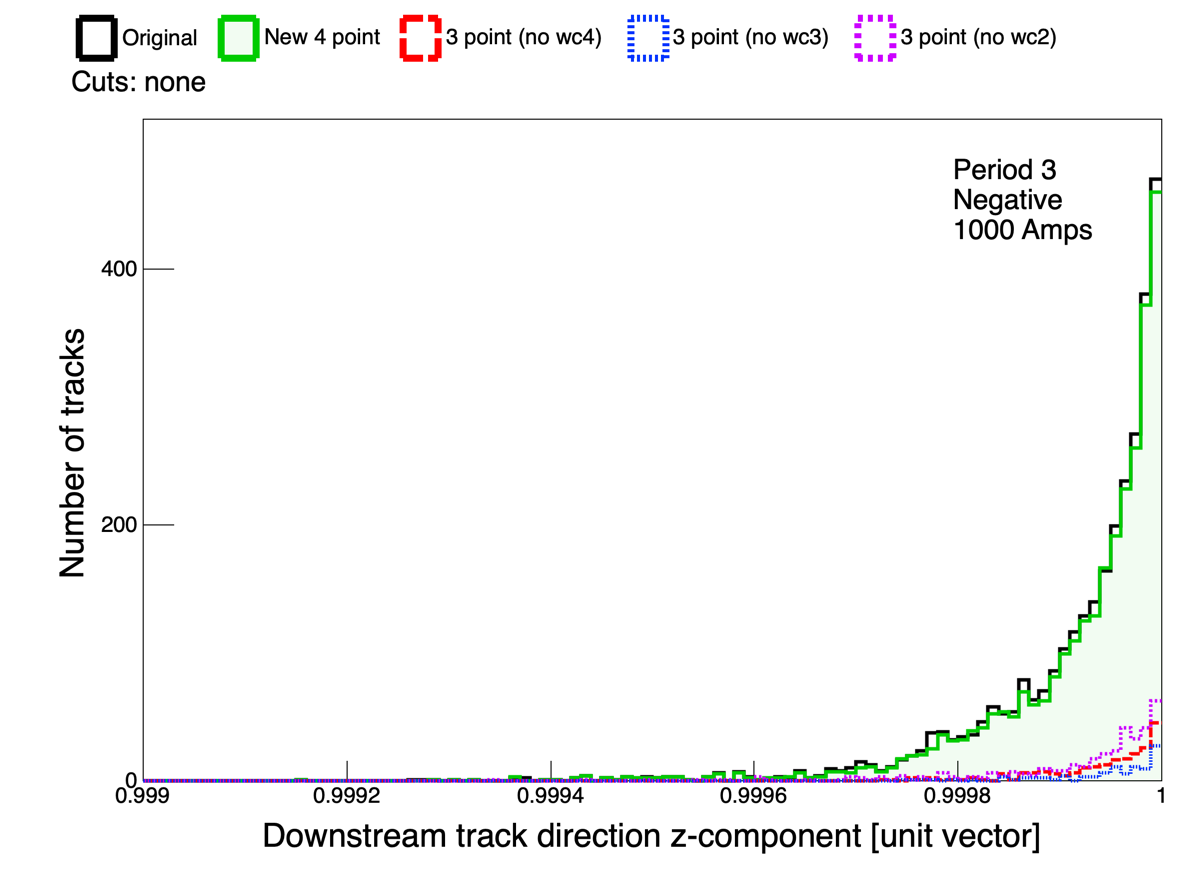 Original New 4 point 3 point (no wc4) 3 point (no wc3) 3 point (no wc2)
Cuts: none
Period 3
Negative
1000 Amps
400
200
0
Number of tracks
0.999 0.9992 0.9994 0.9996 0.9998 1
Downstream track direction z-component [unit vector]